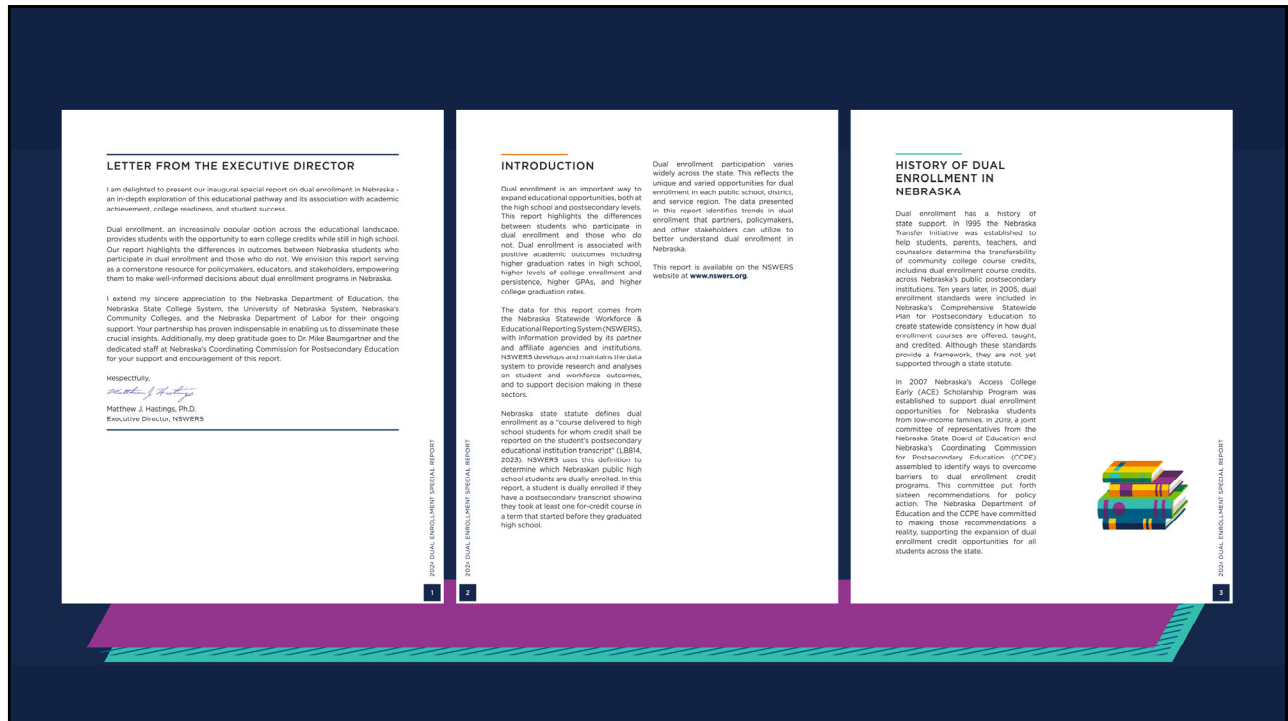 LETTER FROM THE EXECUTIVE DIRECTOR
I am delighted to present our inaugural special report on dual enrollment in Nebraska -
an in-depth exploration of this educational pathway and its association with academic
achievement, college readiness, and student success.
Dual enrollment, an increasingly popular option across the educational landscape,
provides students with the opportunity to earn college credits while still in high school.
Our report highlights the differences in outcomes between Nebraska students who
participate in dual enrollment and those who do not. We envision this report serving
as a cornerstone resource for policymakers, educators, and stakeholders, empowering
them to make well-informed decisions about dual enrollment programs in Nebraska.
I extend my sincere appreciation to the Nebraska Department of Education, the
Nebraska State College System, the University of Nebraska System, Nebraska's
Community Colleges, and the Nebraska Department of Labor for their ongoing
support. Your partnership has proven indispensable in enabling us to disseminate these
crucial insights. Additionally, my deep gratitude goes to Dr. Mike Baumgartner and the
dedicated staff at Nebraska's Coordinating Commission for Postsecondary Education
for your support and encouragement of this report.
Respectfully,
Matthew J Hastings
Matthew J. Hastings, Ph.D.
Executive Director, NSWERS
2024 DUAL ENROLLMENT SPECIAL REPORT
1
INTRODUCTION
Dual enrollment is an important way to
expand educational opportunities, both at
the high school and postsecondary levels.
This report highlights the differences
between students who participate in
dual enrollment and those who do
not. Dual enrollment is associated with
positive academic outcomes including
higher graduation rates in high school,
higher levels of college enrollment and
persistence, higher GPAs, and higher
college graduation rates.
The data for this report comes from
the Nebraska Statewide Workforce &
Educational Reporting System (NSWERS),
with information provided by its partner
and affiliate agencies and institutions.
NSWERS develops and maintains the data
system to provide research and analyses
on student and workforce outcomes,
and to support decision making in these
sectors.
Nebraska state statute defines dual
enrollment as a "course delivered to high
school students for whom credit shall be
reported on the student's postsecondary
educational institution transcript" (LB814,
2023). NSWERS uses this definition to
determine which Nebraskan public high
school students are dually enrolled. In this
report, a student is dually enrolled if they
have a postsecondary transcript showing
they took at least one for-credit course in
a term that started before they graduated
high school.
Dual enrollment participation varies
widely across the state. This reflects the
unique and varied opportunities for dual
enrollment in each public school, district,
and service region. The data presented
in this report identifies trends in dual
enrollment that partners, policymakers,
and other stakeholders can utilize to
better understand dual enrollment in
Nebraska.
This report is available on the NSWERS
website at www.nswers.org.
2024 DUAL ENROLLMENT SPECIAL REPORT
2
HISTORY OF DUAL
ENROLLMENT IN
NEBRASKA
Dual enrollment has a history of
state support. In 1995 the Nebraska
Transfer Initiative was established to
help students, parents, teachers, and
counselors determine the transferability
of community college course credits,
including dual enrollment course credits,
across Nebraska's public postsecondary
institutions. Ten years later, in 2005, dual
enrollment standards were included in
Nebraska's Comprehensive Statewide
Plan for Postsecondary Education to
create statewide consistency in how dual
enrollment courses are offered, taught,
and credited. Although these standards
provide a framework, they are not yet
supported through a state statute.
In 2007 Nebraska's Access College
Early (ACE) Scholarship Program was
established to support dual enrollment
opportunities for Nebraska students
from low-income families. In 2019, a joint
committee of representatives from the
Nebraska State Board of Education and
Nebraska's Coordinating Commission
for Postsecondary Education (CCPE)
assembled to identify ways to overcome
barriers to dual enrollment credit
programs. This committee put forth
sixteen recommendations for policy
action. The Nebraska Department of
Education and the CCPE have committed
to making those recommendations a
reality, supporting the expansion of dual
enrollment credit opportunities for all
students across the state.
2024 DUAL ENROLLMENT SPECIAL REPORT
3